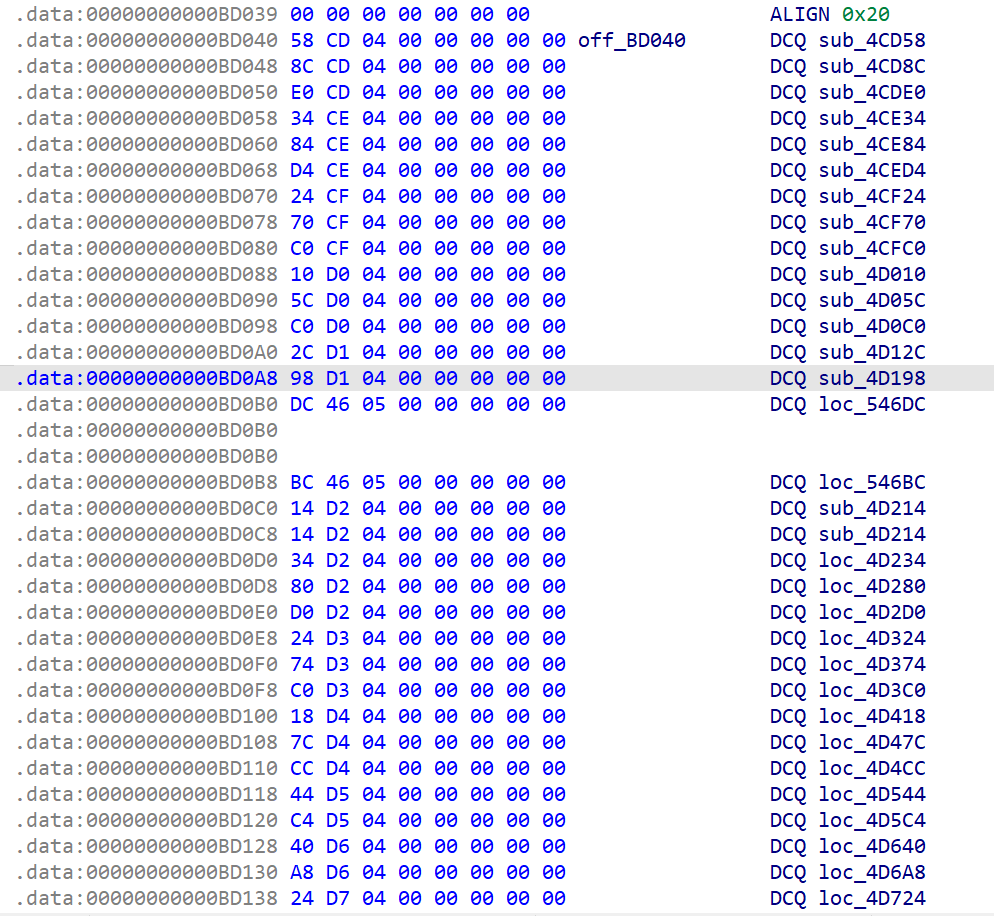 .data:00000000000BD039 00 00 00 00 00 00 00 ALIGN 0x20
.data:00000000000BD040 58 CD 04 00 00 00 00 00 off_BD040 DCQ sub_4CD58
.data:00000000000BD048 8C CD 04 00 00 00 00 00 DCQ sub_4CD8C
.data:00000000000BD050 E0 CD 04 00 00 00 00 00 DCQ sub_4CDE0
.data:00000000000BD058 34 CE 04 00 00 00 00 00 DCQ sub_4CE34
.data:00000000000BD060 84 CE 04 00 00 00 00 00 DCQ sub_4CE84
.data:00000000000BD068 D4 CE 04 00 00 00 00 00 DCQ sub_4CED4
.data:00000000000BD070 24 CF 04 00 00 00 00 00 DCQ sub_4CF24
.data:00000000000BD078 70 CF 04 00 00 00 00 00 DCQ sub_4CF70
.data:00000000000BD080 C0 CF 04 00 00 00 00 00 DCQ sub_4CFC0
.data:00000000000BD088 10 D0 04 00 00 00 00 00 DCQ sub_4D010
.data:00000000000BD090 5C D0 04 00 00 00 00 00 DCQ sub_4D05C
.data:00000000000BD098 C0 D0 04 00 00 00 00 00 DCQ sub_4D0C0
.data:00000000000BD0A0 2C D1 04 00 00 00 00 00 DCQ sub_4D12C
.data:00000000000BD0A8 98 D1 04 00 00 00 00 00 DCQ sub_4D198
.data:00000000000BD0B0 DC 46 05 00 00 00 00 00 DCQ loc_546DC
.data:00000000000BD0B0
.data:00000000000BD0B0
.data:00000000000BD0B8 BC 46 05 00 00 00 00 00 DCQ loc_546BC
.data:00000000000BD0C0 14 D2 04 00 00 00 00 00 DCQ sub_4D214
.data:00000000000BD0C8 14 D2 04 00 00 00 00 00 DCQ sub_4D214
.data:00000000000BD0D0 34 D2 04 00 00 00 00 00 DCQ loc_4D234
.data:00000000000BD0D8 80 D2 04 00 00 00 00 00 DCQ loc_4D280
.data:00000000000BD0E0 D0 D2 04 00 00 00 00 00 DCQ loc_4D2D0
.data:00000000000BD0E8 24 D3 04 00 00 00 00 00 DCQ loc_4D324
.data:00000000000BD0F0 74 D3 04 00 00 00 00 00 DCQ loc_4D374
.data:00000000000BD0F8 C0 D3 04 00 00 00 00 00 DCQ loc_4D3C0
.data:00000000000BD100 18 D4 04 00 00 00 00 00 DCQ loc_4D418
.data:00000000000BD108 7C D4 04 00 00 00 00 00 DCQ loc_4D47C
.data:00000000000BD110 CC D4 04 00 00 00 00 00 DCQ loc_4D4CC
.data:00000000000BD118 44 D5 04 00 00 00 00 00 DCQ loc_4D544
.data:00000000000BD120 C4 D5 04 00 00 00 00 00 DCQ loc_4D5C4
.data:00000000000BD128 40 D6 04 00 00 00 00 00 DCQ loc_4D640
.data:00000000000BD130 A8 D6 04 00 00 00 00 00 DCQ loc_4D6A8
.data:00000000000BD138 24 D7 04 00 00 00 00 00 DCQ loc_4D724